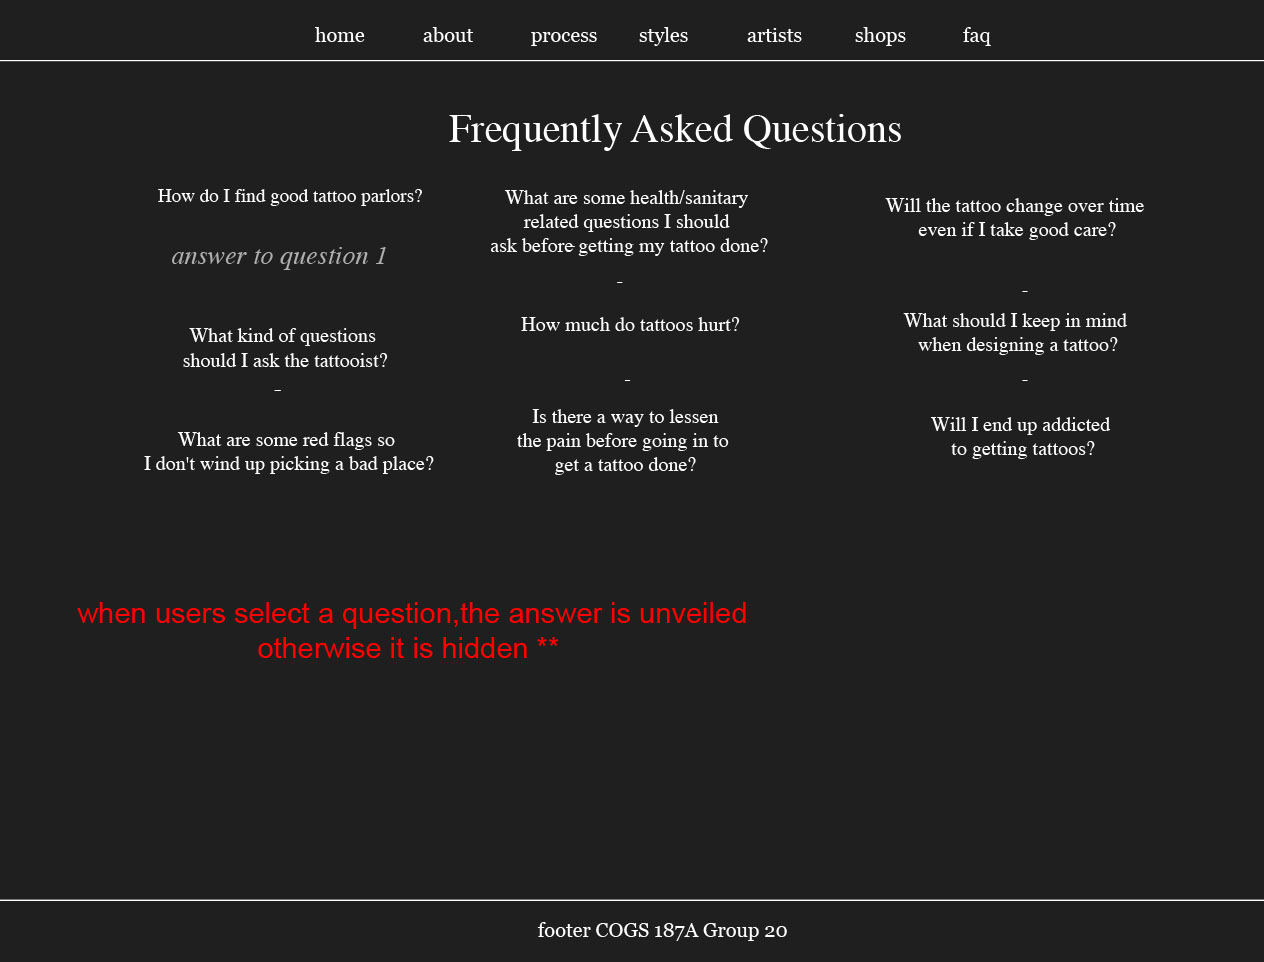 home about process styles artists shops faq
Frequently Asked Questions
How do I find good tattoo parlors?
answer to question 1
What kind of questions
should I ask the tattooist?
-
What are some red flags so
I don't wind up picking a bad place?
What are some health/sanitary
related questions I should
ask before getting my tattoo done?
-
How much do tattoos hurt?
-
Is there a way to lessen
the pain before going in to
get a tattoo done?
Will the tattoo change over time
even if I take good care?
-
What should I keep in mind
when designing a tattoo?
-
Will I end up addicted
to getting tattoos?
when users select a question,the answer is unveiled
otherwise it is hidden **
footer COGS 187A Group 20